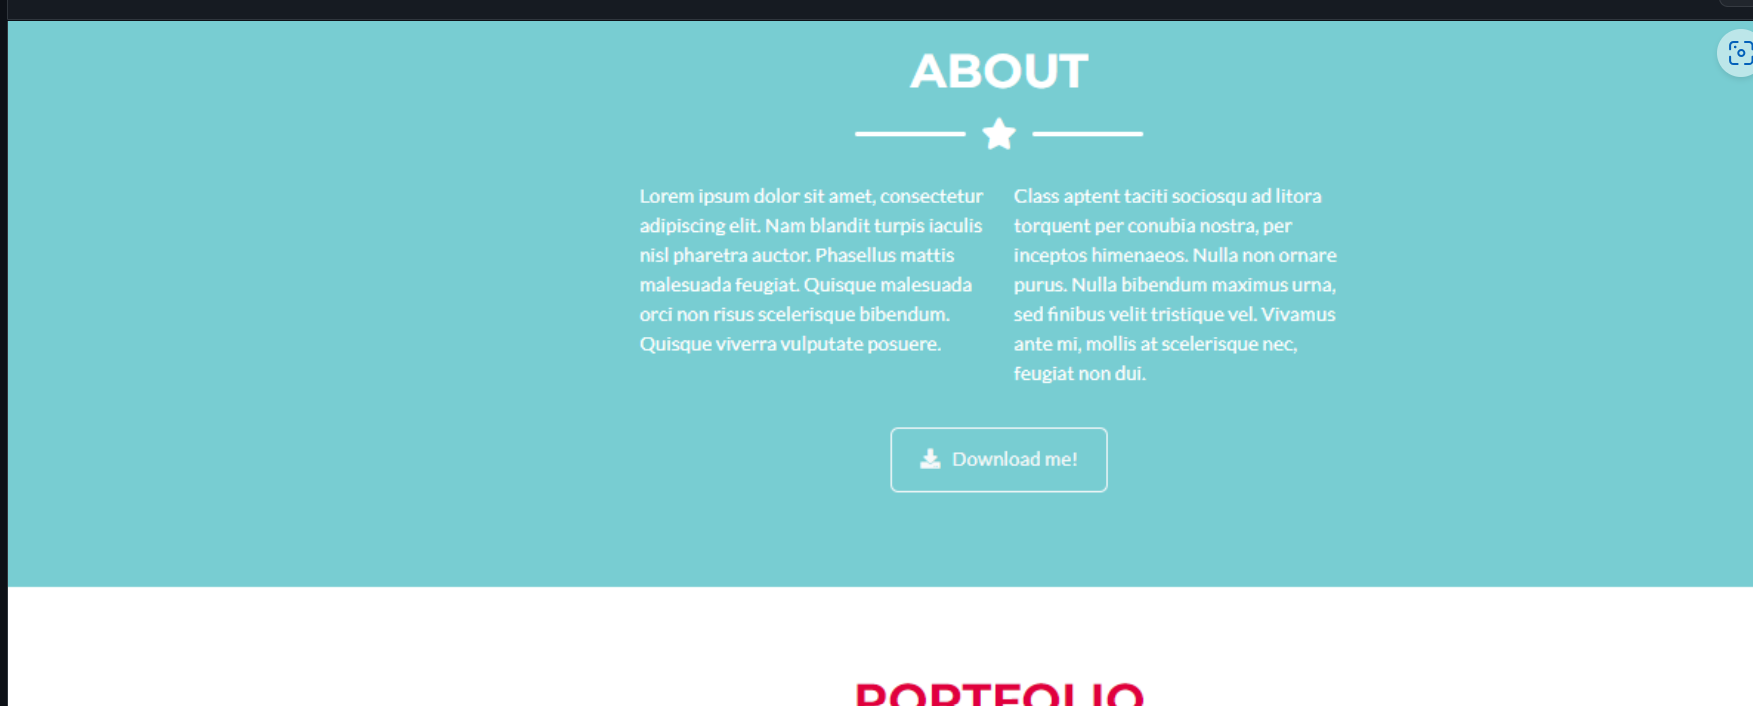 ABOUT
Lorem ipsum dolor sit amet, consectetur
adipiscing elit. Nam blandit turpis iaculis
nisl pharetra auctor. Phasellus mattis
malesuada feugiat. Quisque malesuada
orci non risus scelerisque bibendum.
Quisque viverra vulputate posuere.
Class aptent taciti sociosqu ad litora
torquent per conubia nostra, per
inceptos himenaeos. Nulla non ornare
purus. Nulla bibendum maximus urna,
sed finibus velit tristique vel. Vivamus
ante mi, mollis at scelerisque nec,
feugiat non dui.
Download me!
PORTFOLIO